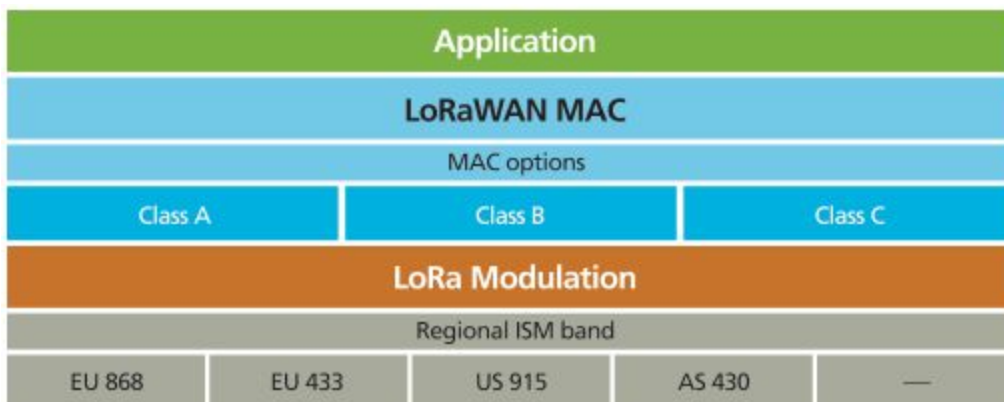 Application
LoRaWAN MAC
MAC options
Class A Class B Class C
LoRa Modulation
Regional ISM band
EU 868 EU 433 US 915 AS 430 —